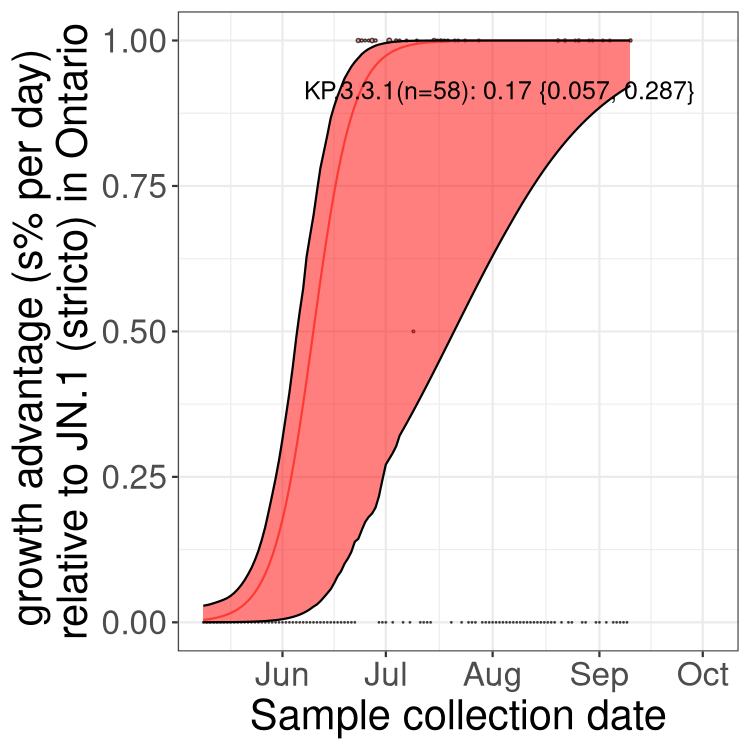 growth advantage (s% per day)
relative to JN.1 (stricto) in Ontario
1.00
0.75
0.50
0.25
0.00
KP.3.3.1(n=58): 0.17 {0.057, 0.287}
Jun Jul Aug Sep Oct
Sample collection date